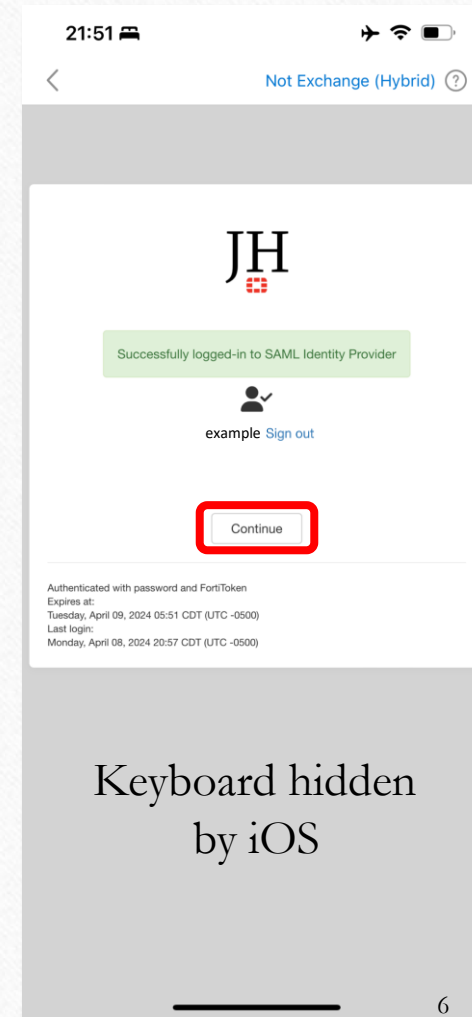 21:51
Not Exchange (Hybrid) ?
JH
Successfully logged-in to SAML Identity Provider
example Sign out
Continue
Authenticated with password and FortiToken
Expires at:
Tuesday, April 09, 2024 05:51 CDT (UTC -0500)
Last login:
Monday, April 08, 2024 20:57 CDT (UTC -0500)
Keyboard hidden
by iOS
6